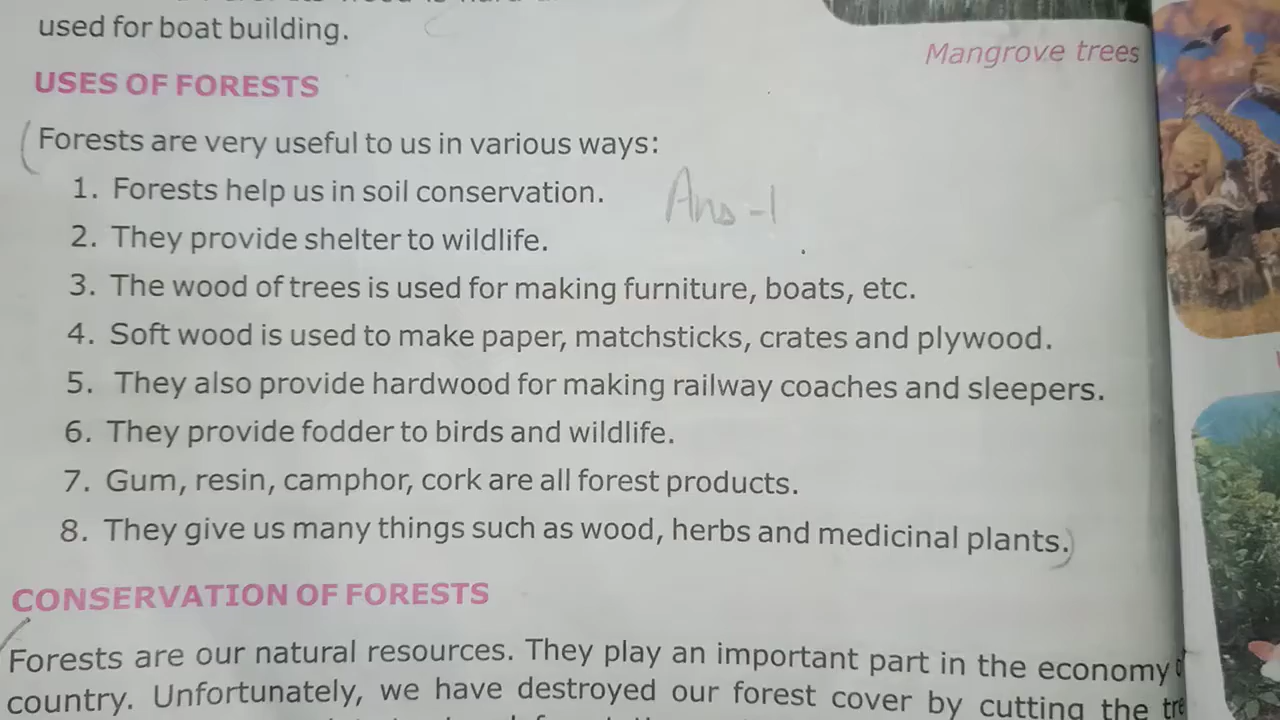 used for boat building.
Mangrove trees
USES OF FORESTS
Forests are very useful to us in various ways:
1. Forests help us in soil conservation.
Ans-1
2. They provide shelter to wildlife.
3. The wood of trees is used for making furniture, boats, etc.
4. Soft wood is used to make paper, matchsticks, crates and plywood.
5. They also provide hardwood for making railway coaches and sleepers.
6. They provide fodder to birds and wildlife.
7. Gum, resin, camphor, cork are all forest products.
8. They give us many things such as wood, herbs and medicinal plants.
CONSERVATION OF FORESTS
Forests are our natural resources. They play an important part in the economy
country. Unfortunately, we have destroyed our forest cover by cutting the